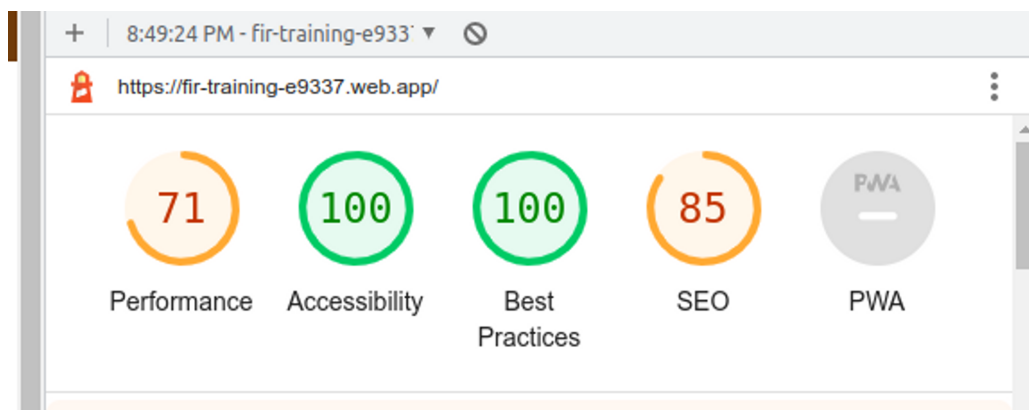 8:49:24 PM - fir-training-e933
https://fir-training-e9337.web.app/
71 100 100 85 PWA
Performance Accessibility Best Practices SEO PWA